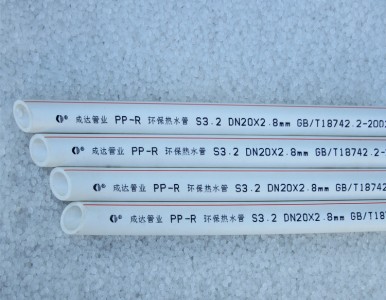 ® 成达管业 PP-R 环保热水管 S3.2 DN20X2.8mm GB/T18742.2-2002
® 成达管业 PP-R 环保热水管 S3.2 DN20X2.8mm GB/T18742.2-
® 成达管业 PP-R 环保热水管 S3.2 DN20X2.8mm GB/T1874
® 成达管业 PP-R 环保热水管 S3.2 DN20X2.8mm GB/T187